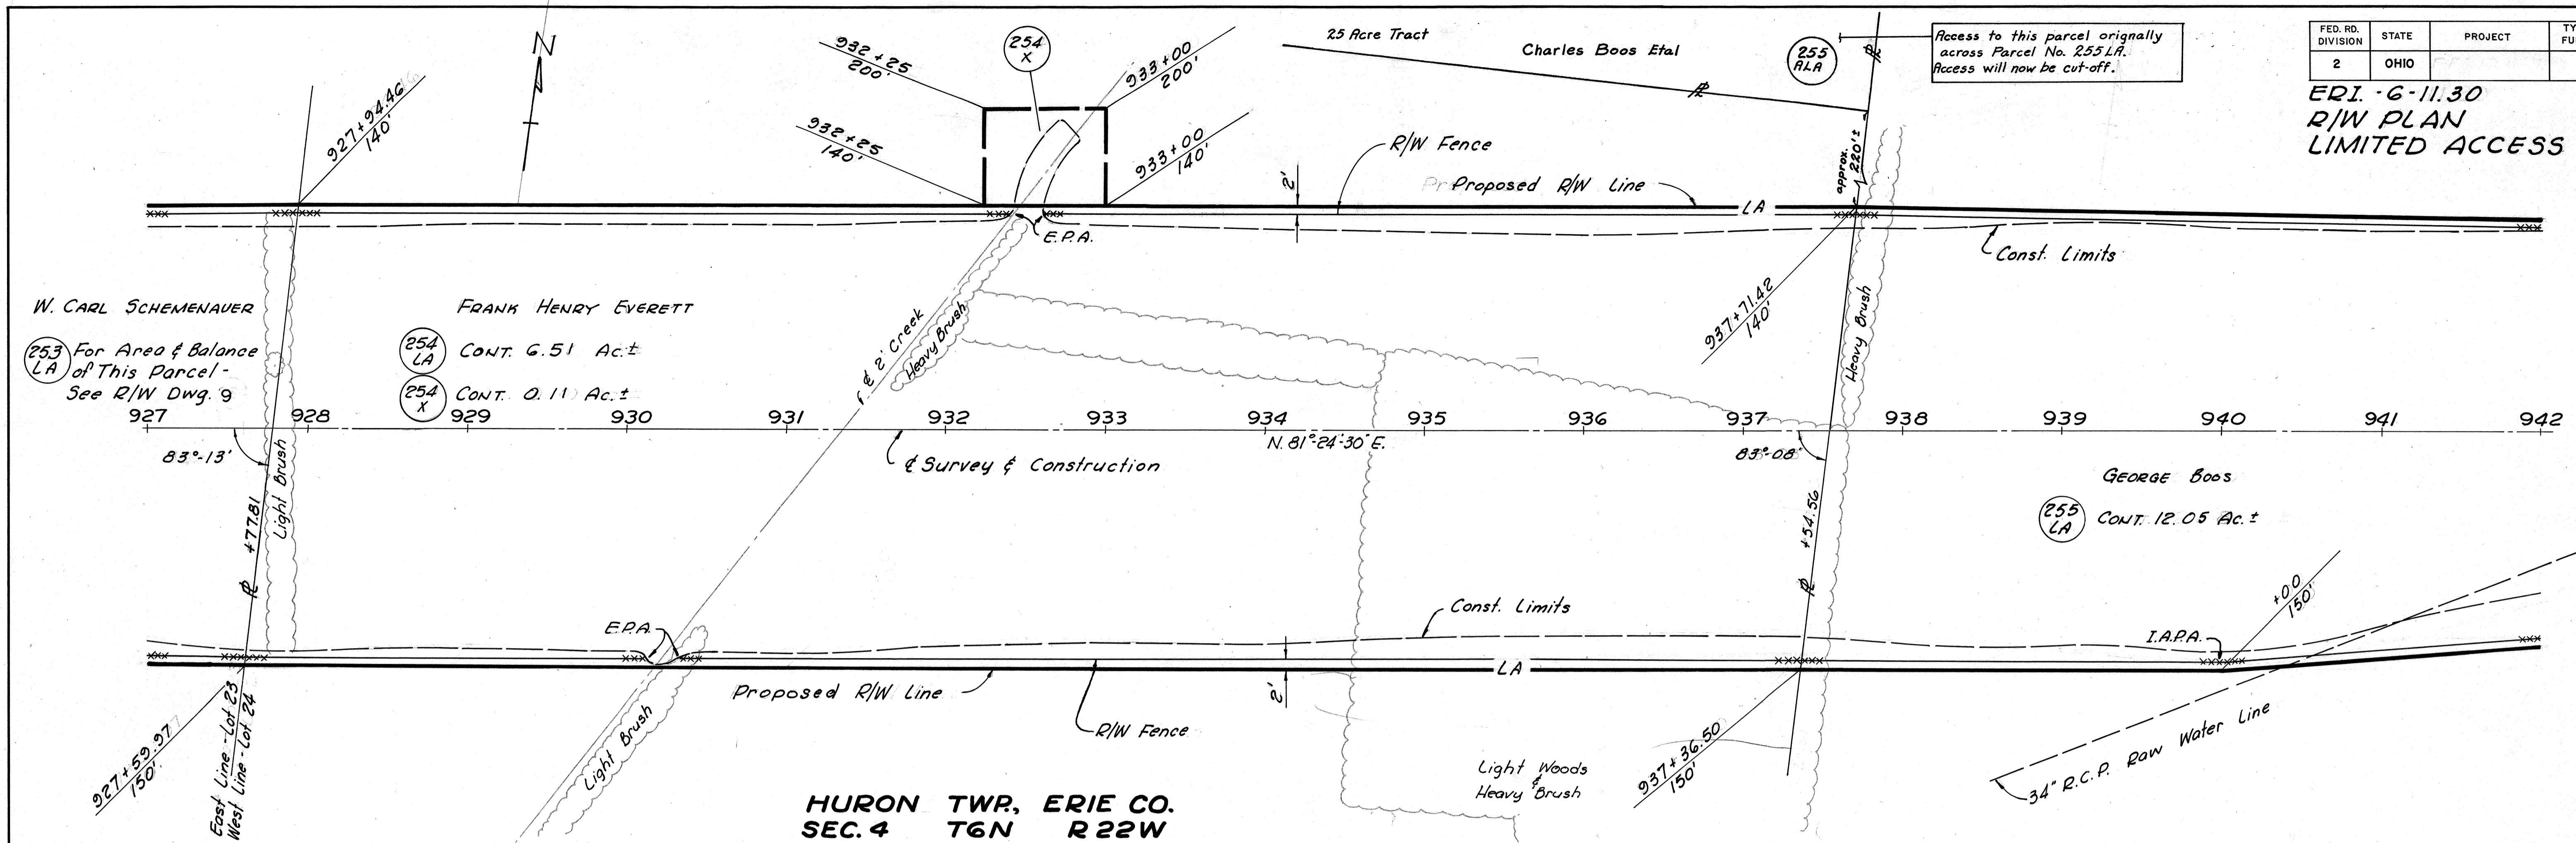 N
927+94.46
140'
932+25
200'
254
X
933+00
200'
932+25
140'
933+00
140'
25 Acre Tract
Charles Boos Etal
255
ALA
Access to this parcel orignally
across Parcel No. 255 LA.
Access will now be cut-off.
FED. RD.
DIVISION
STATE
PROJECT
2
OHIO
ERI. -6-11.30
R/W PLAN
LIMITED ACCESS
R/W Fence
Proposed R/W Line
2'
approx.
220'±
LA
E.P.A.
Const. Limits
W. CARL SCHEMENAUER
253
LA
For Area & Balance
of This Parcel -
See R/W Dwg. 9
FRANK HENRY EVERETT
254
LA
CONT. 6.51 Ac.±
254
X
CONT. 0.11 Ac.±
℄ 2' Creek
Heavy Brush
937+71.42
140'
Heavy Brush
927 928 929 930 931 932 933 934 935 936 937 938 939 940 941 942
83°-13'
℄ Survey & Construction
N. 81°-24'-30" E.
83°-08'
+77.81
Light Brush
+54.56
GEORGE BOOS
255
LA
CONT. 12.05 Ac.±
E.P.A.
Const. Limits
I.A.P.A.
+00
150'
Proposed R/W Line
2'
LA
R/W Fence
927+59.97
150'
East Line - Lot 23
West Line - Lot 24
Light Brush
Light Woods
&
Heavy Brush
937+36.50
150'
34" R.C.P. Raw Water Line
HURON TWP., ERIE CO.
SEC. 4 T6N R22W